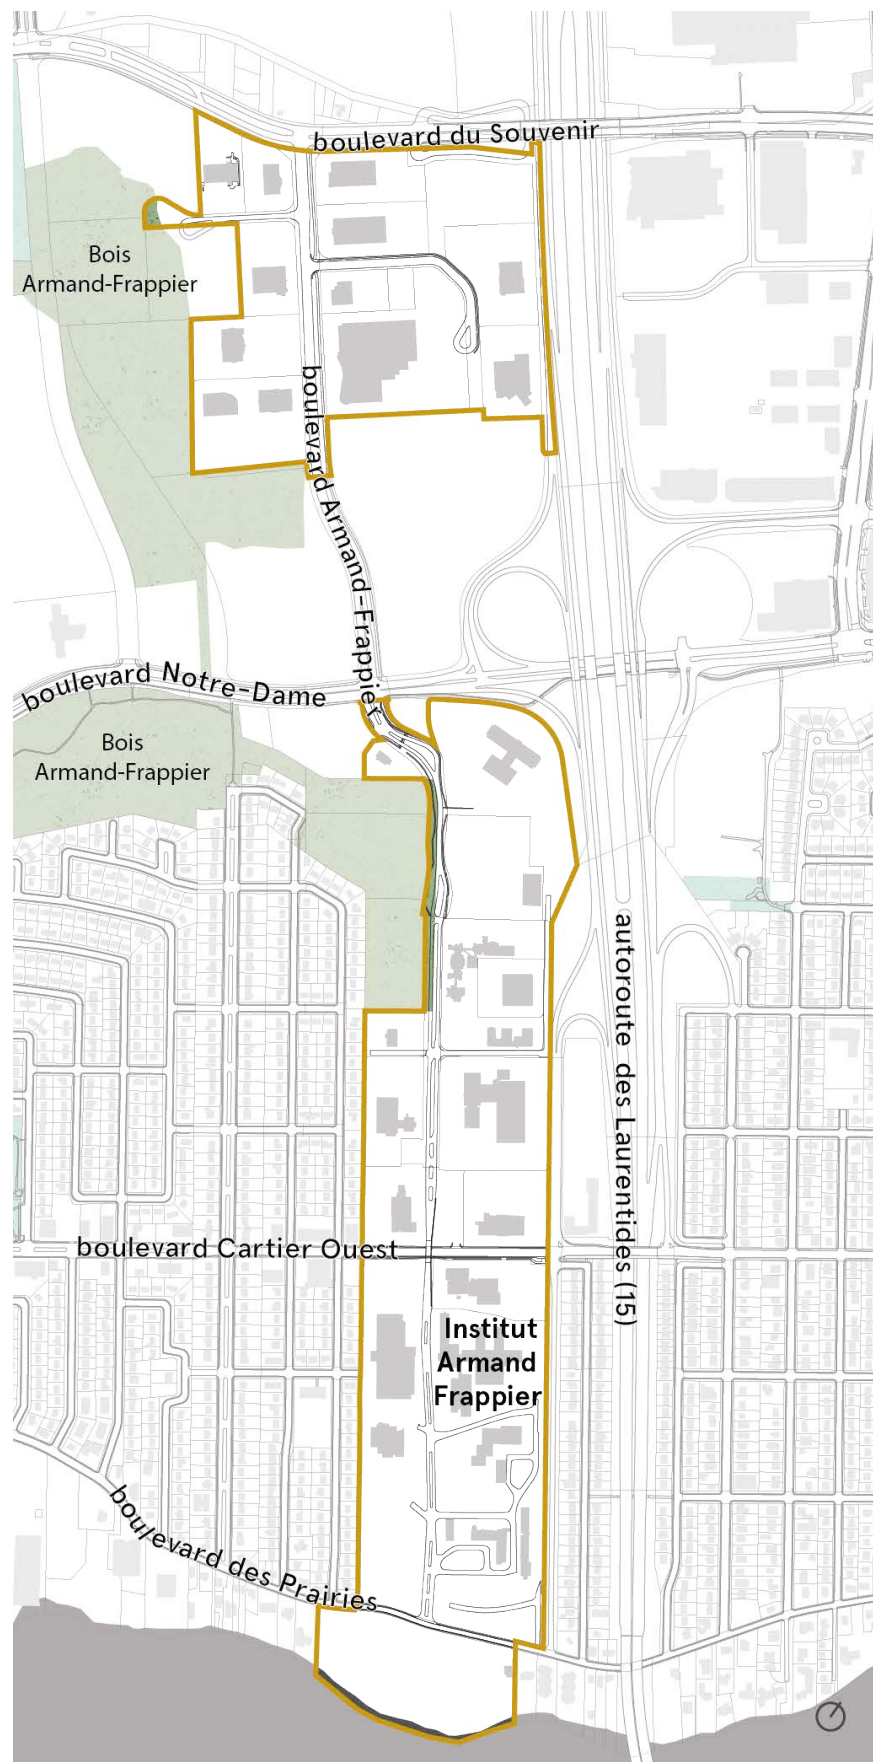 boulevard du Souvenir
Bois
Armand-Frappier
boulevard Armand-Frappier
boulevard Notre-Dame
Bois
Armand-Frappier
autoroute des Laurentides (15)
boulevard Cartier Ouest
Institut
Armand
Frappier
boulevard des Prairies